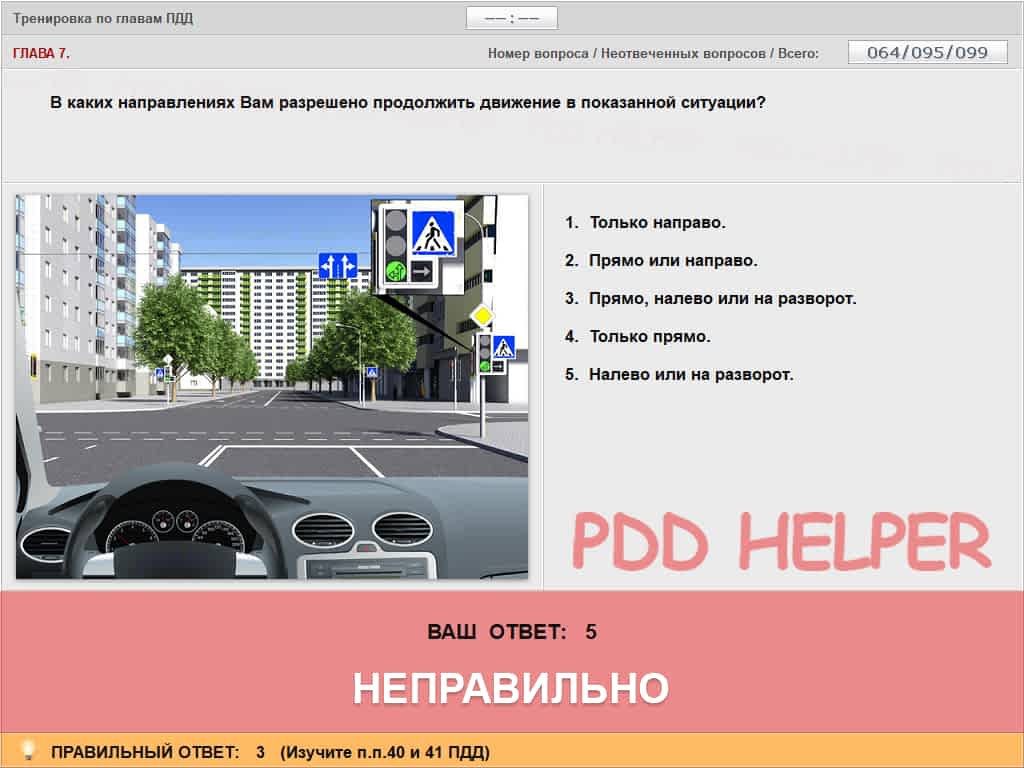 Тренировка по главам ПДД
—— : ——
ГЛАВА 7.
Номер вопроса / Неотвеченных вопросов / Всего: 064/095/099
В каких направлениях Вам разрешено продолжить движение в показанной ситуации?
1. Только направо.
2. Прямо или направо.
3. Прямо, налево или на разворот.
4. Только прямо.
5. Налево или на разворот.
PDD HELPER
ВАШ ОТВЕТ: 5
НЕПРАВИЛЬНО
ПРАВИЛЬНЫЙ ОТВЕТ: 3 (Изучите п.п.40 и 41 ПДД)